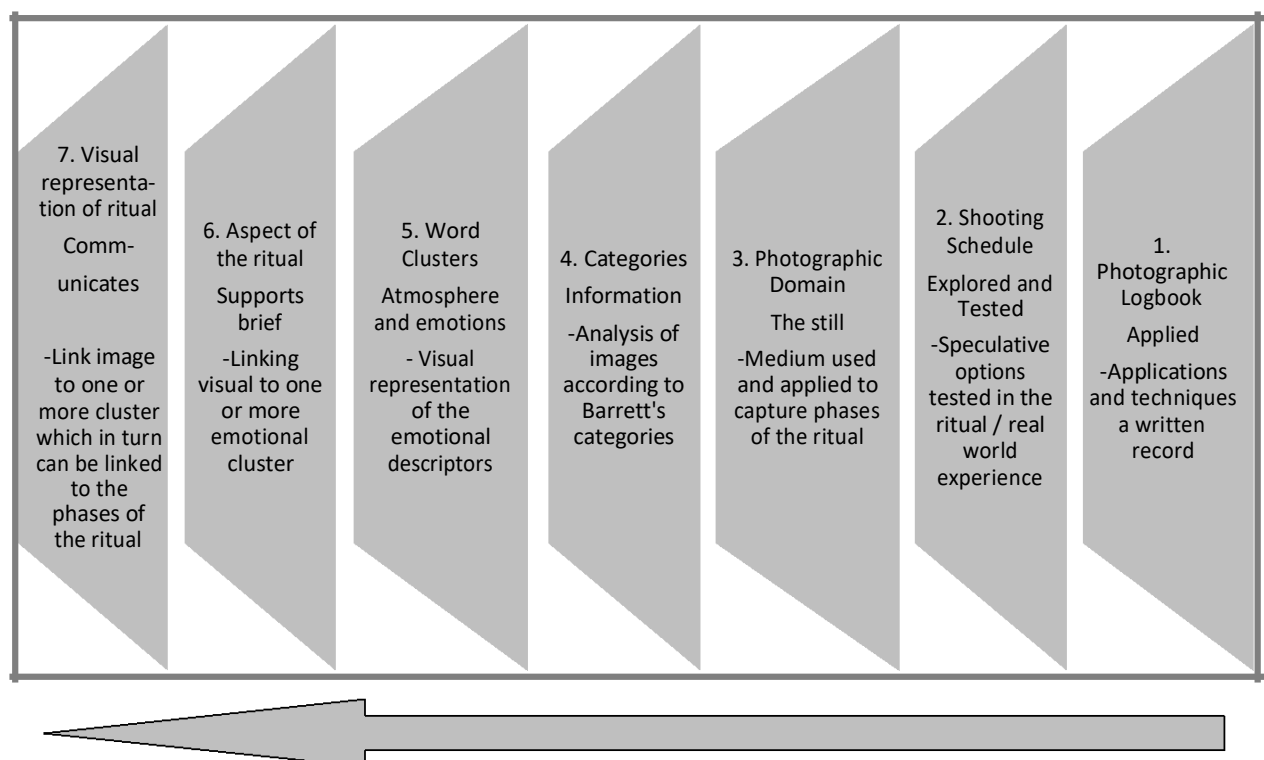 7. Visual
representa-
tion of ritual
Comm-
unicates
-Link image
to one or
more cluster
which in turn
can be linked
to the
phases of
the ritual
6. Aspect of
the ritual
Supports
brief
-Linking
visual to one
or more
emotional
cluster
5. Word
Clusters
Atmosphere
and emotions
- Visual
representation
of the
emotional
descriptors
4. Categories
Information
-Analysis of
images
according to
Barrett's
categories
3. Photographic
Domain
The still
-Medium used
and applied to
capture phases
of the ritual
2. Shooting
Schedule
Explored and
Tested
-Speculative
options
tested in the
ritual / real
world
experience
1.
Photographic
Logbook
Applied
-Applications
and techniques
a written
record